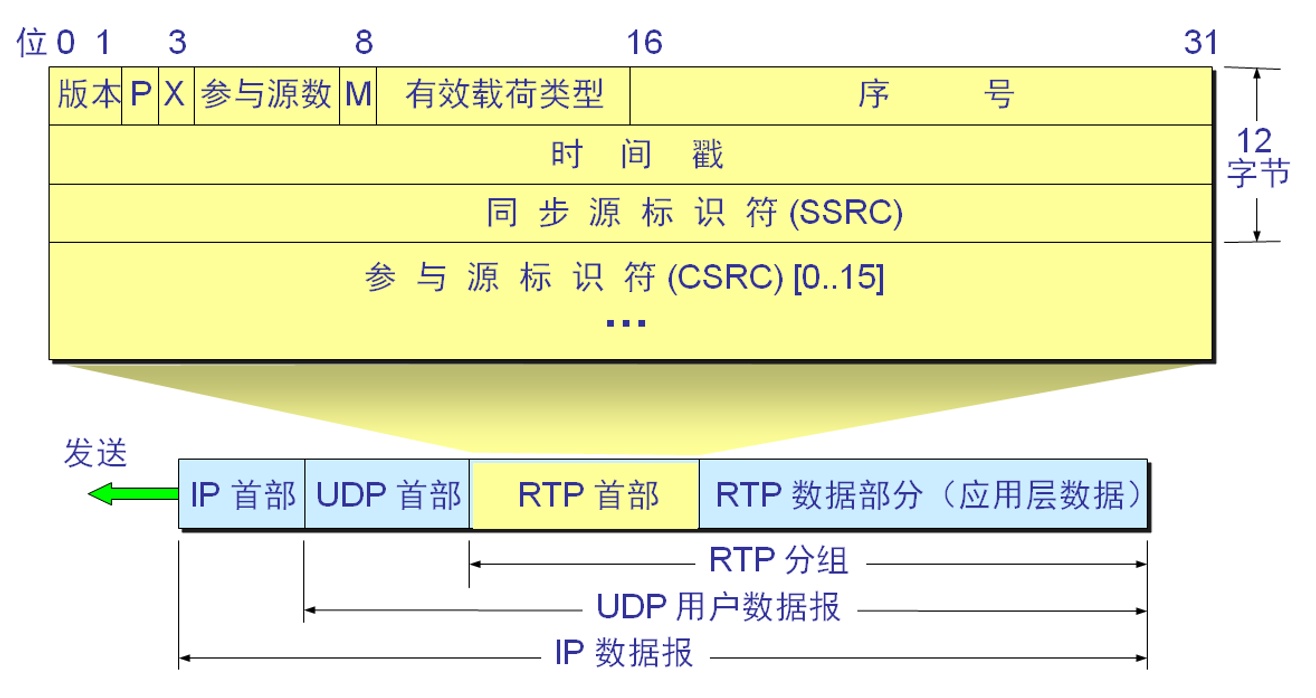 位 0 1 3 8 16 31
版本 P X 参与源数 M 有效载荷类型 序 号
时 间 戳
同 步 源 标 识 符 (SSRC)
12
字节
参 与 源 标 识 符 (CSRC) [0..15]
...
发送
IP 首部 UDP 首部 RTP 首部 RTP 数据部分（应用层数据）
RTP 分组
UDP 用户数据报
IP 数据报